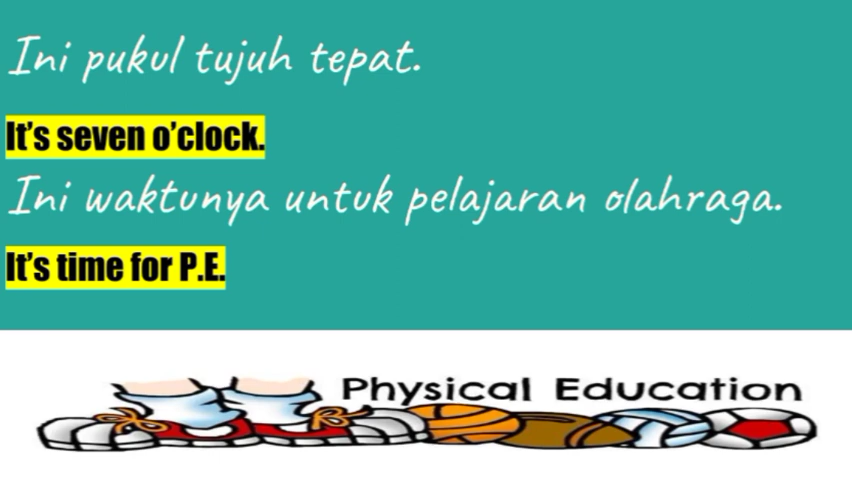 Ini pukul tujuh tepat.
It's seven o'clock.
Ini waktunya untuk pelajaran olahraga.
It's time for P.E.
Physical Education